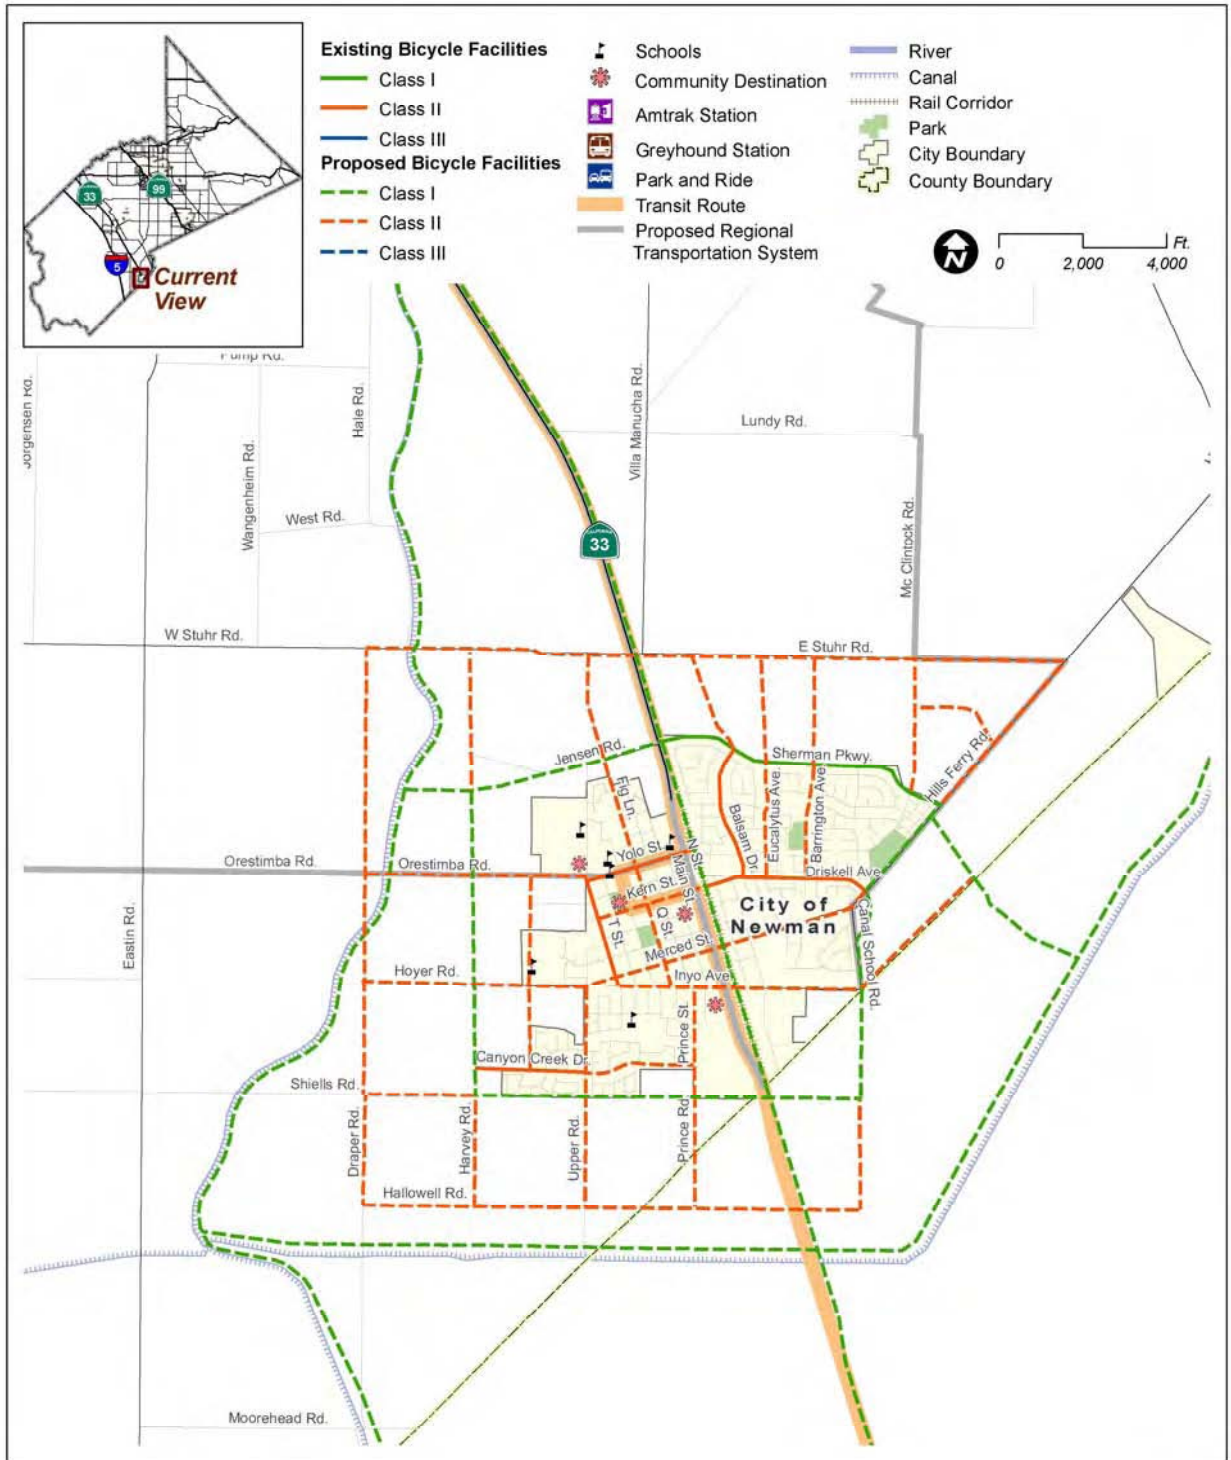 Existing Bicycle Facilities
Class I
Class II
Class III
Proposed Bicycle Facilities
Class I
Class II
Class III
Schools
Community Destination
Amtrak Station
Greyhound Station
Park and Ride
Transit Route
Proposed Regional
Transportation System
River
Canal
Rail Corridor
Park
City Boundary
County Boundary
N
Ft.
0
2,000
4,000
33
99
5
Current
View
Pump Rd.
Jorgensen Rd.
Hale Rd.
Wangenheim Rd.
West Rd.
Villa Manucha Rd.
Lundy Rd.
Mc Clintock Rd.
CALIFORNIA
33
W Stuhr Rd.
E Stuhr Rd.
Jensen Rd.
Sherman Pkwy.
Hills Ferry Rd.
Fig Ln.
Balsam Dr.
Eucalytus Ave.
Barrington Ave.
Yolo St.
N St.
Main St.
Orestimba Rd.
Orestimba Rd.
Driskell Ave.
Kern St.
City of
Newman
T St.
Q St.
Merced St.
Canal School Rd.
Eastin Rd.
Hoyer Rd.
Inyo Ave.
Prince St.
Canyon Creek Dr.
Shiells Rd.
Draper Rd.
Harvey Rd.
Upper Rd.
Prince Rd.
Hallowell Rd.
Moorehead Rd.